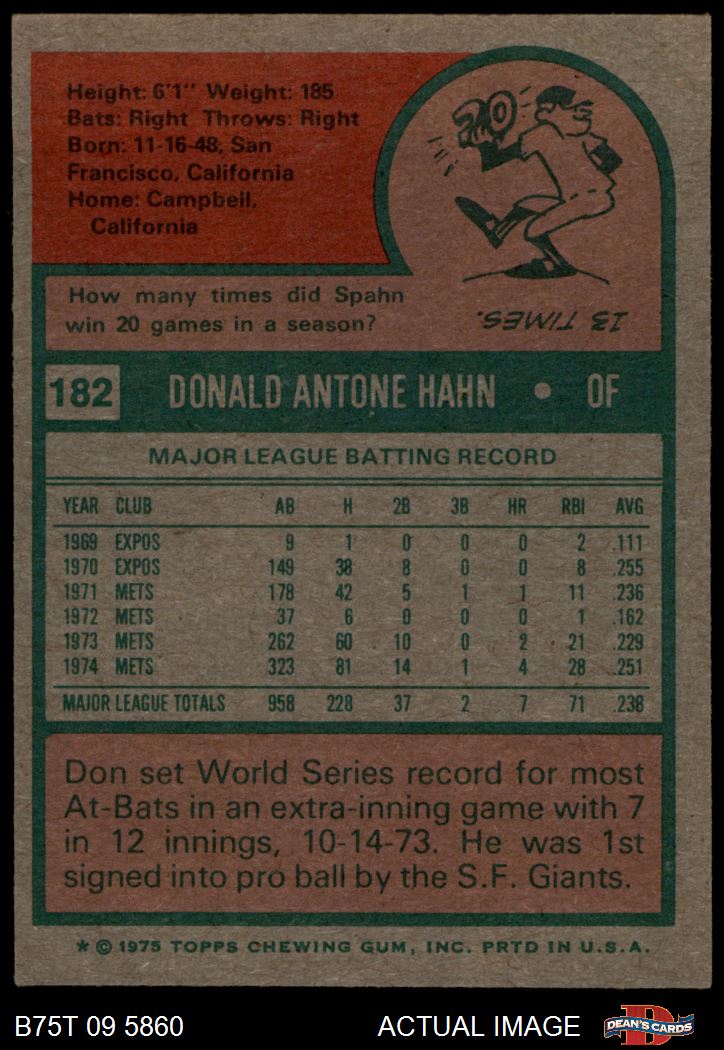 Height: 6'1" Weight: 185
Bats: Right Throws: Right
Born: 11-16-48, San
Francisco, California
Home: Campbell,
California
20
How many times did Spahn
win 20 games in a season?
13 TIMES.
182 DONALD ANTONE HAHN • OF
MAJOR LEAGUE BATTING RECORD
YEAR CLUB AB H 2B 3B HR RBI AVG
1969 EXPOS 9 1 0 0 0 2 .111
1970 EXPOS 149 38 8 0 0 8 .255
1971 METS 178 42 5 1 1 11 .236
1972 METS 37 6 0 0 0 1 .162
1973 METS 262 60 10 0 2 21 .229
1974 METS 323 81 14 1 4 28 .251
MAJOR LEAGUE TOTALS 958 228 37 2 7 71 .238
Don set World Series record for most
At-Bats in an extra-inning game with 7
in 12 innings, 10-14-73. He was 1st
signed into pro ball by the S.F. Giants.
* © 1975 TOPPS CHEWING GUM, INC. PRTD IN U.S.A.
B75T 09 5860 ACTUAL IMAGE D DEAN'S CARDS